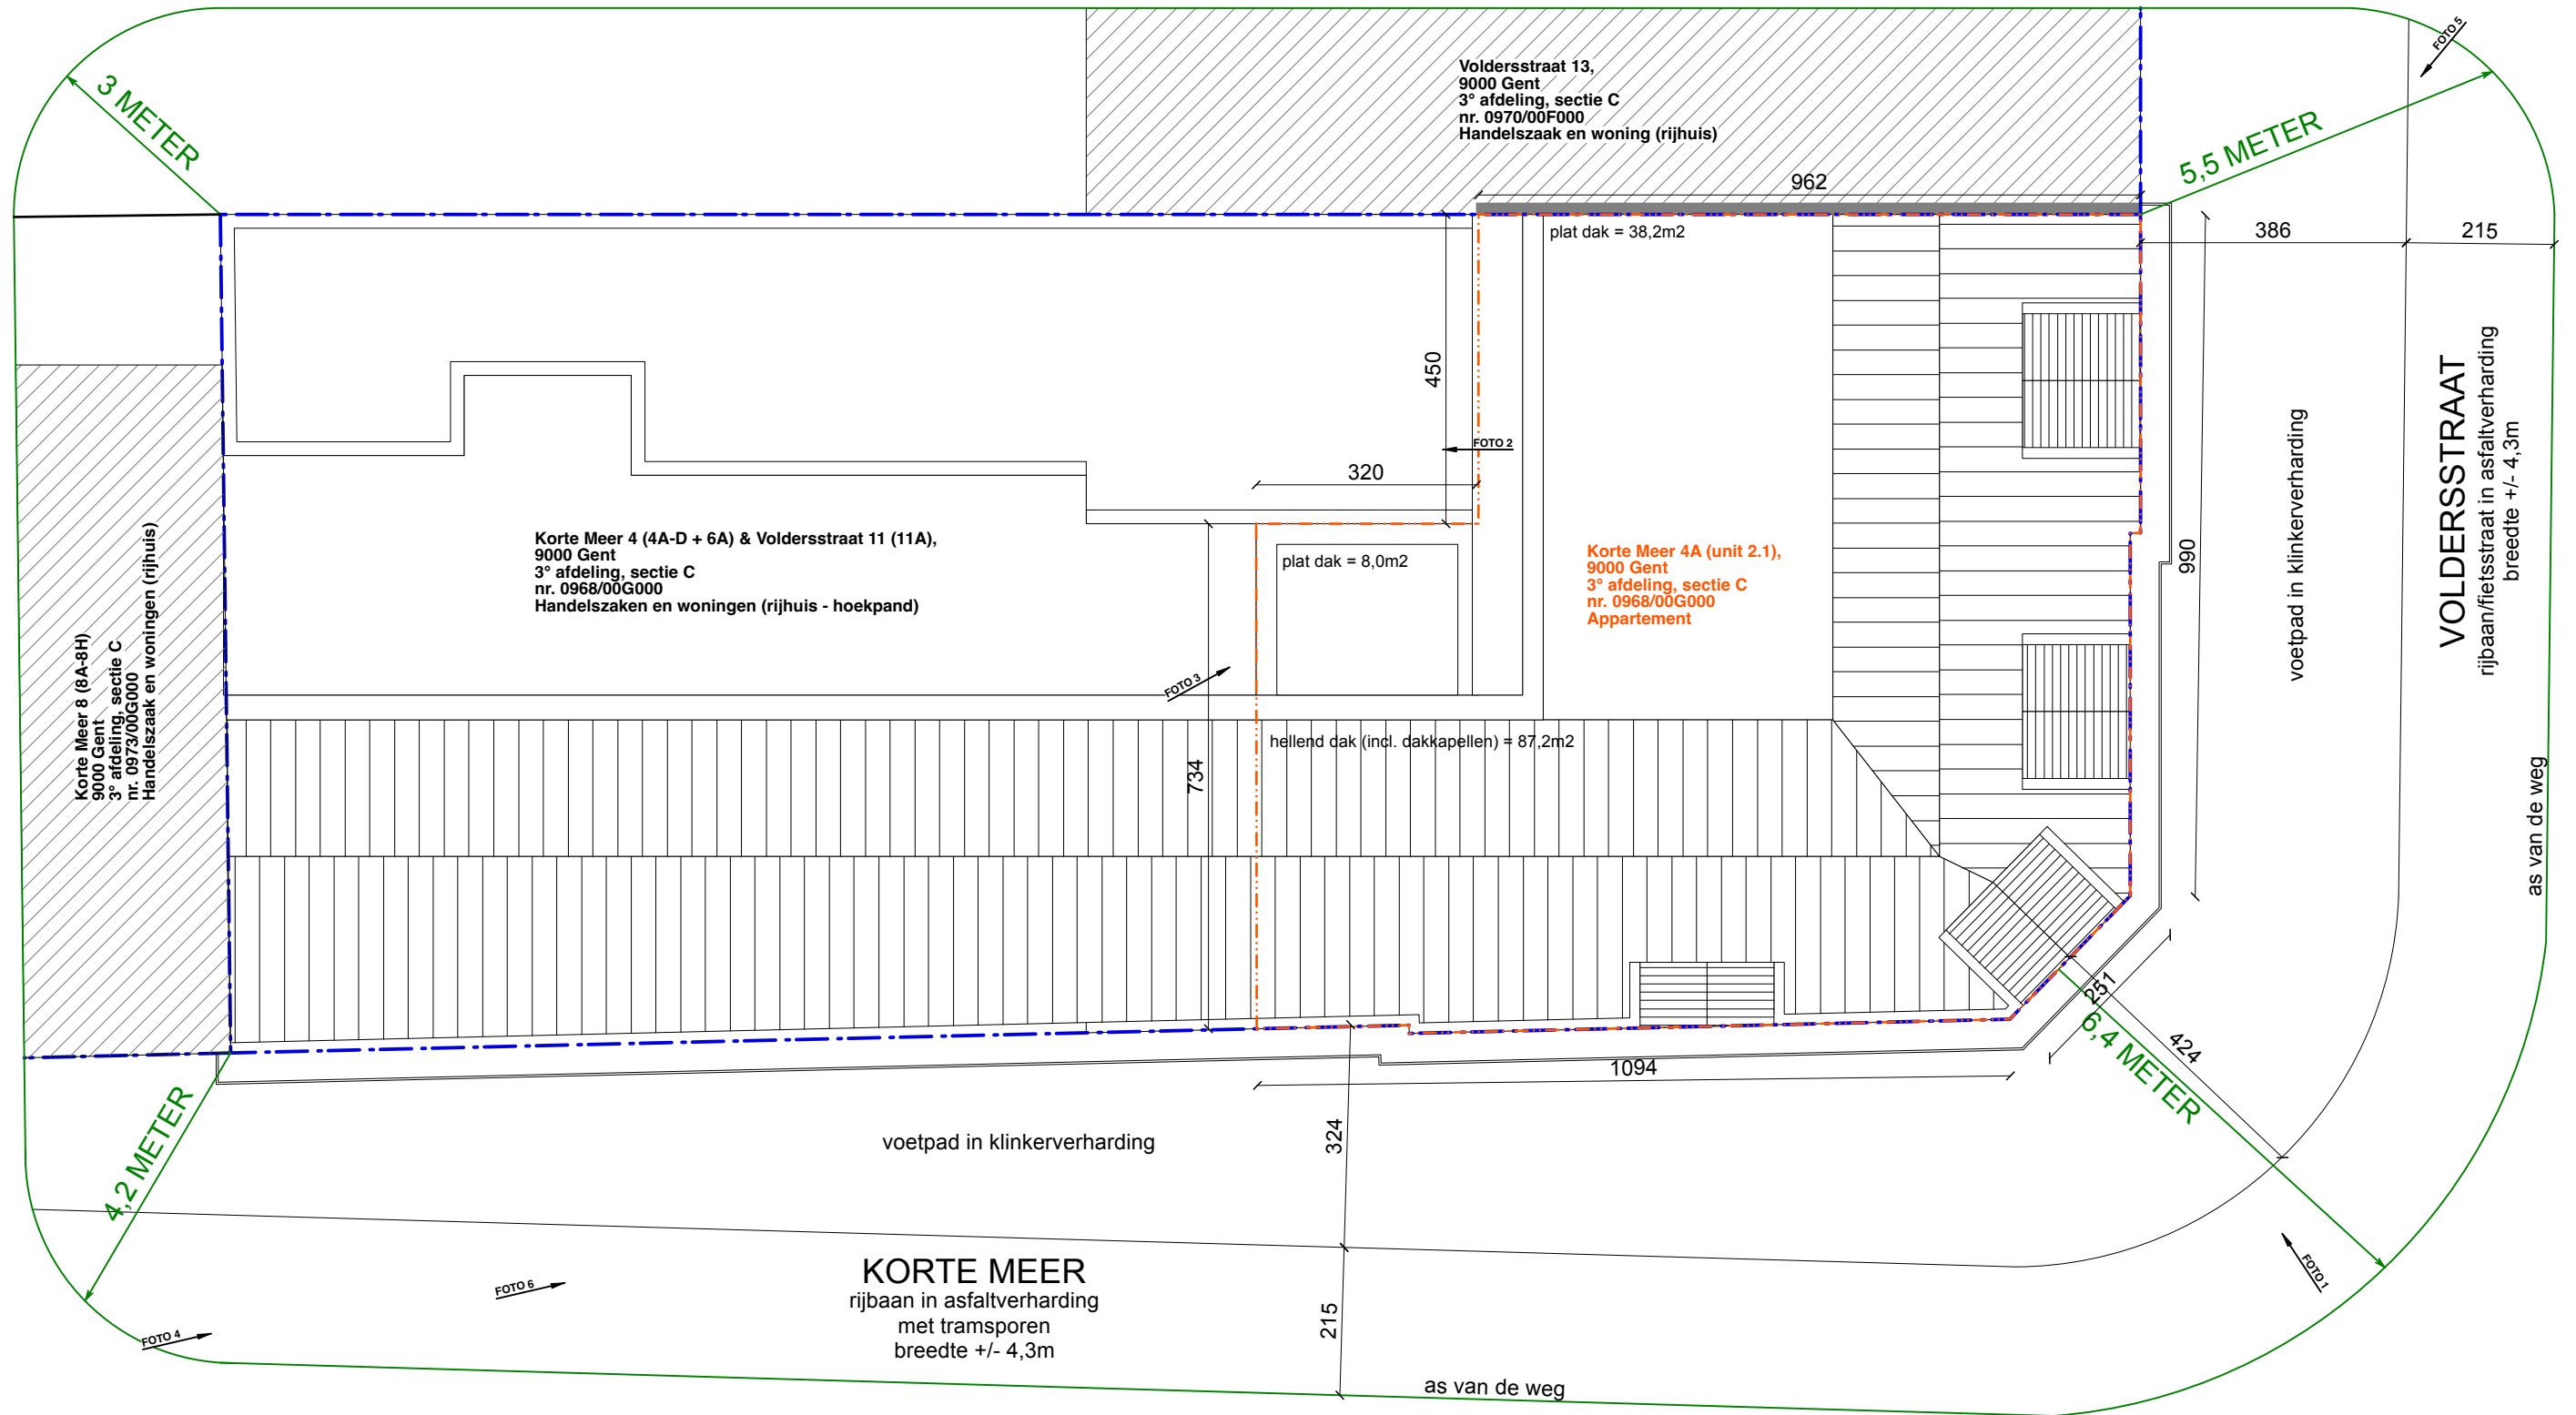 3 METER
Voldersstraat 13,
9000 Gent
3° afdeling, sectie C
nr. 0970/00F000
Handelszaak en woning (rijhuis)
FOTO 5
5,5 METER
962
plat dak = 38,2m2
386
215
450
FOTO 2
320
Korte Meer 4 (4A-D + 6A) & Voldersstraat 11 (11A),
9000 Gent
3° afdeling, sectie C
nr. 0968/00G000
Handelszaken en woningen (rijhuis - hoekpand)
plat dak = 8,0m2
Korte Meer 4A (unit 2.1),
9000 Gent
3° afdeling, sectie C
nr. 0968/00G000
Appartement
990
voetpad in klinkerverharding
VOLDERSSTRAAT
rijbaan/fietsstraat in asfaltverharding
breedte +/- 4,3m
as van de weg
Korte Meer 8 (8A-8H)
9000 Gent
3° afdeling, sectie C
nr. 0973/00G000
Handelszaak en woningen (rijhuis)
FOTO 3
hellend dak (incl. dakkapellen) = 87,2m2
734
251
424
6,4 METER
1094
4,2 METER
voetpad in klinkerverharding
324
KORTE MEER
rijbaan in asfaltverharding
met tramsporen
breedte +/- 4,3m
FOTO 6
FOTO 4
215
FOTO 1
as van de weg